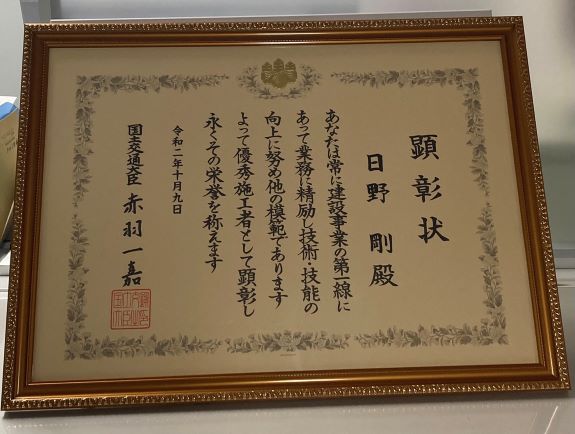 顕彰状
日野 剛 殿
あなたは常に建設事業の第一線に
あって業務に精励し技術・技能の
向上に努め他の模範であります
よって優秀施工者として顕彰し
永くその栄誉を称えます
令和二年十月九日
国土交通大臣 赤羽一嘉